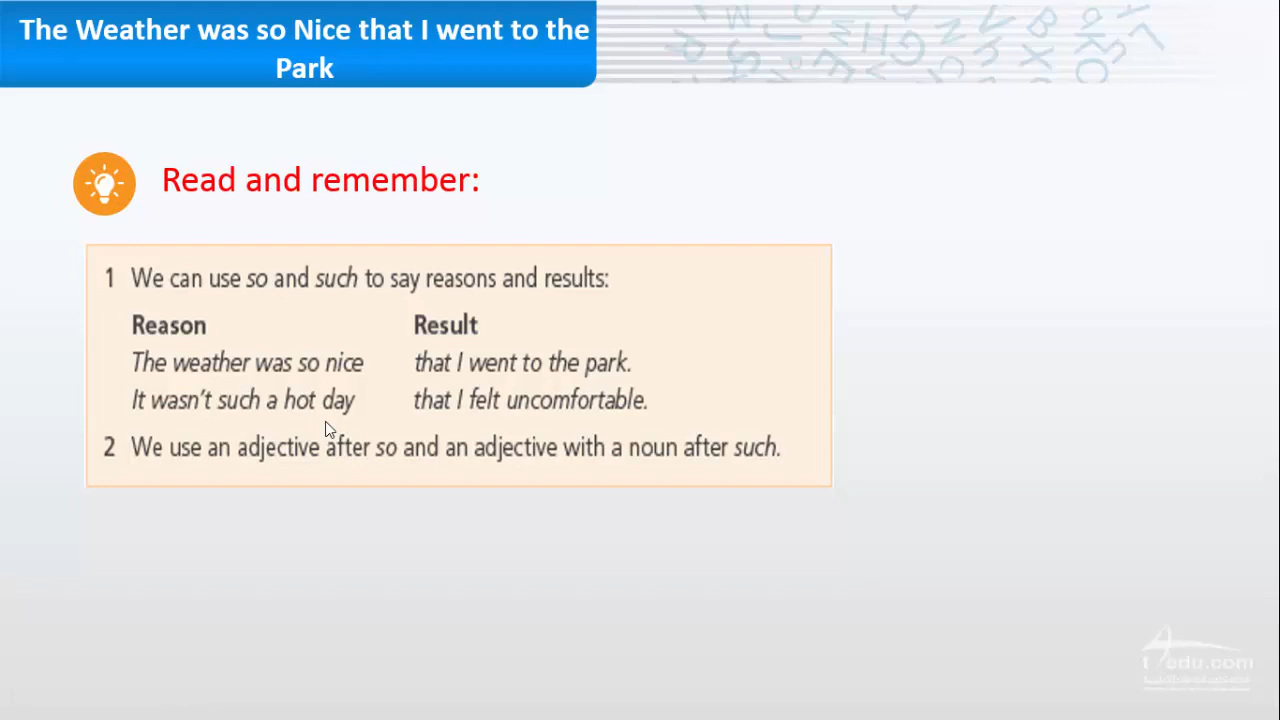 The Weather was so Nice that I went to the
Park
Read and remember:
1 We can use so and such to say reasons and results:
Reason Result
The weather was so nice that I went to the park.
It wasn't such a hot day that I felt uncomfortable.
2 We use an adjective after so and an adjective with a noun after such.
edu.com